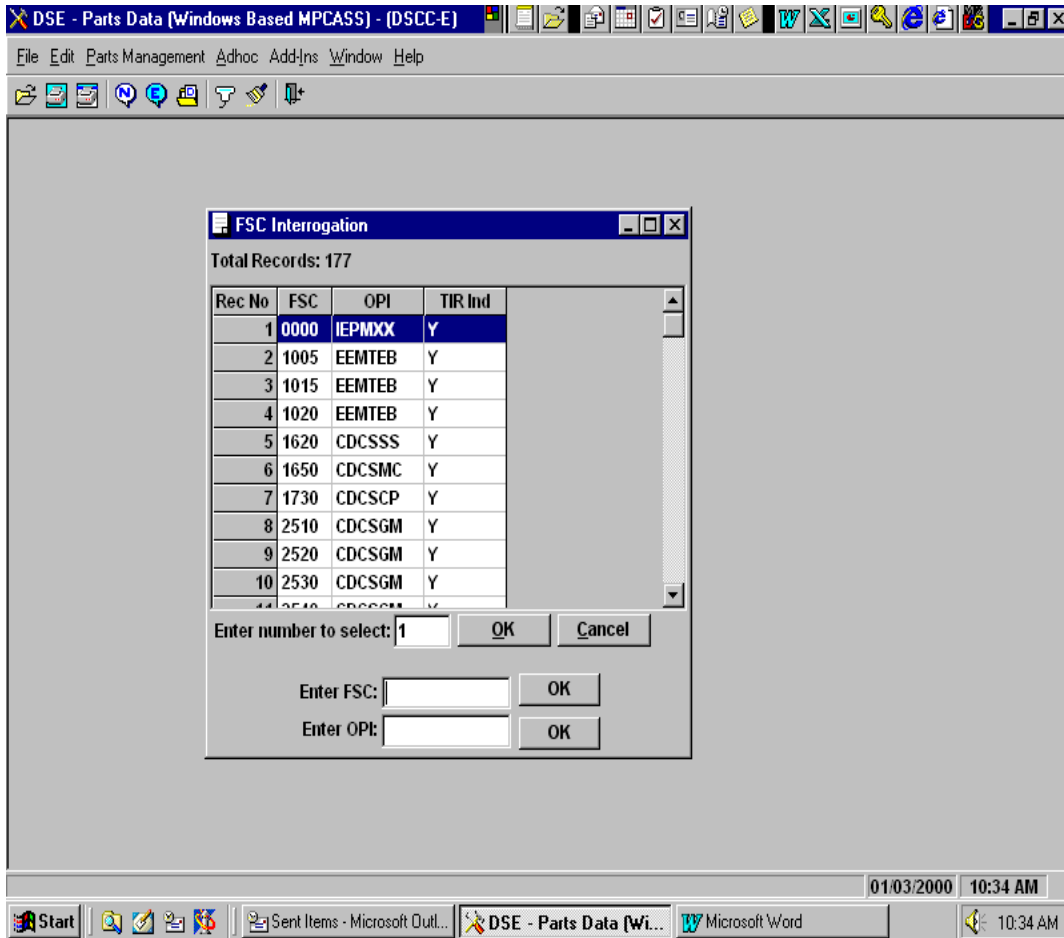 DSE - Parts Data (Windows Based MPCASS) - (DSCC-E)
File Edit Parts Management Adhoc Add-Ins Window Help
FSC Interrogation
Total Records: 177
Rec No FSC OPI TIR Ind
1 0000 IEPMXX Y
2 1005 EEMTEB Y
3 1015 EEMTEB Y
4 1020 EEMTEB Y
5 1620 CDCSSS Y
6 1650 CDCSMC Y
7 1730 CDCSCP Y
8 2510 CDCSGM Y
9 2520 CDCSGM Y
10 2530 CDCSGM Y
Enter number to select: 1 OK Cancel
Enter FSC: OK
Enter OPI: OK
01/03/2000 10:34 AM
Start Sent Items - Microsoft Outl... DSE - Parts Data (Wi... Microsoft Word 10:34 AM